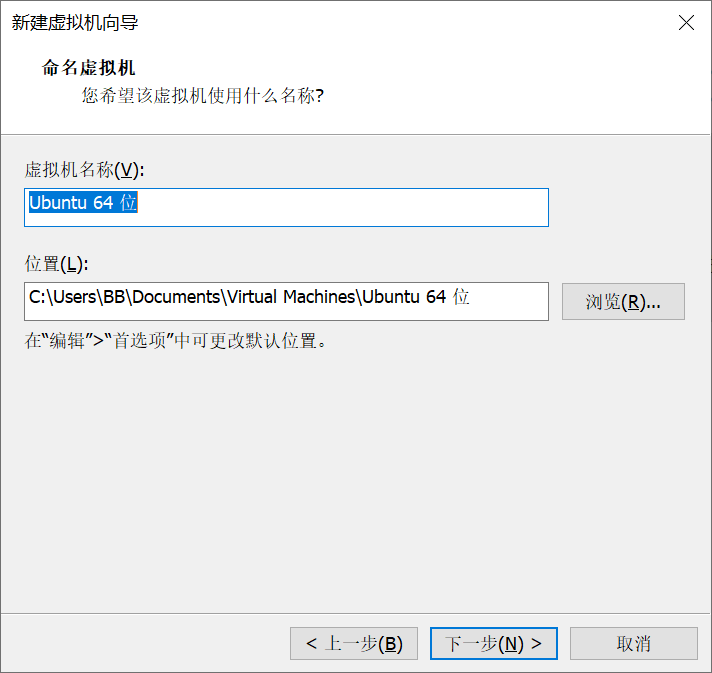 新建虚拟机向导
命名虚拟机
您希望该虚拟机使用什么名称?
虚拟机名称(V):
Ubuntu 64 位
位置(L):
C:\Users\BB\Documents\Virtual Machines\Ubuntu 64 位
浏览(R)...
在“编辑”>“首选项”中可更改默认位置。
< 上一步(B)
下一步(N) >
取消